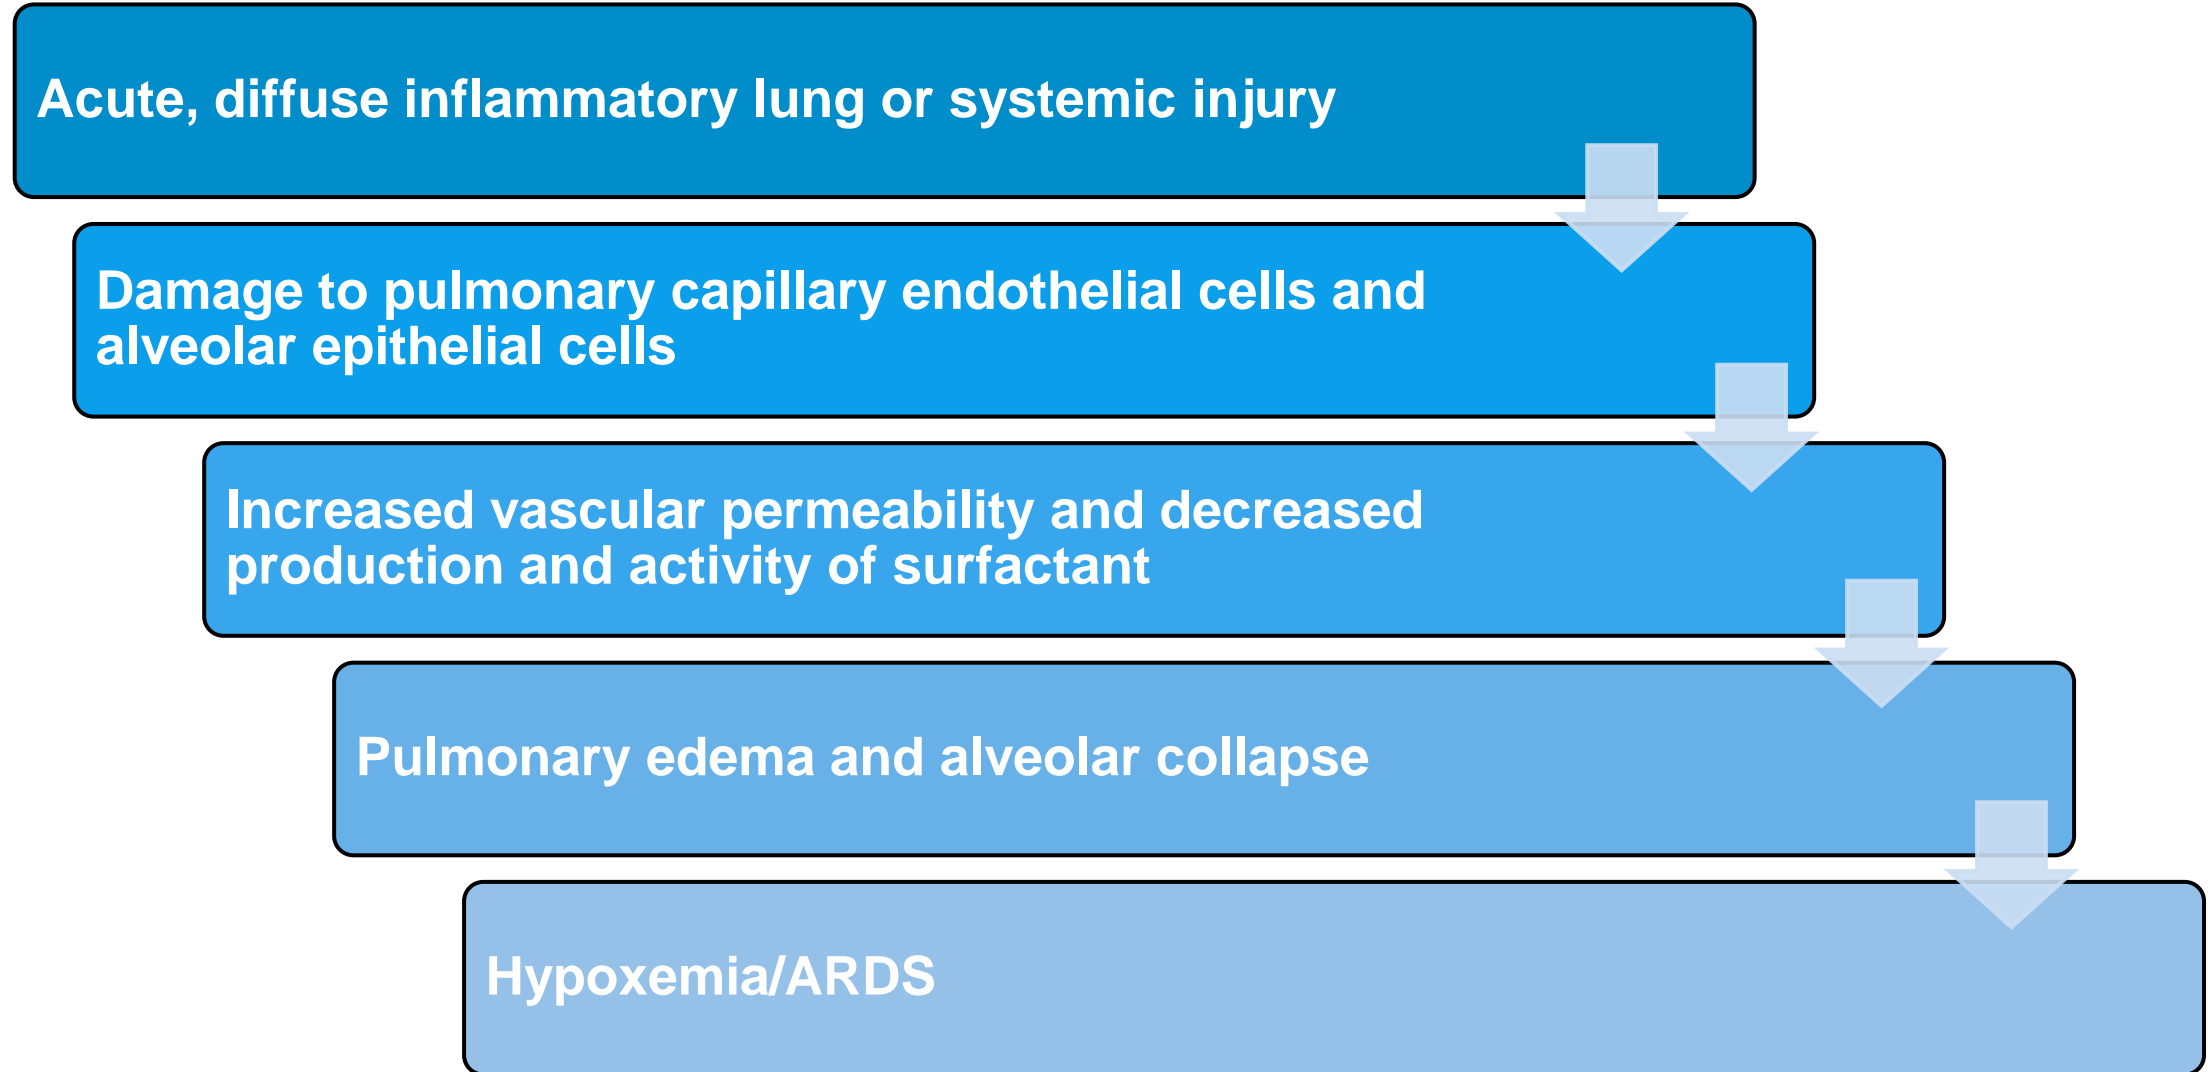 Acute, diffuse inflammatory lung or systemic injury
Damage to pulmonary capillary endothelial cells and
alveolar epithelial cells
Increased vascular permeability and decreased
production and activity of surfactant
Pulmonary edema and alveolar collapse
Hypoxemia/ARDS